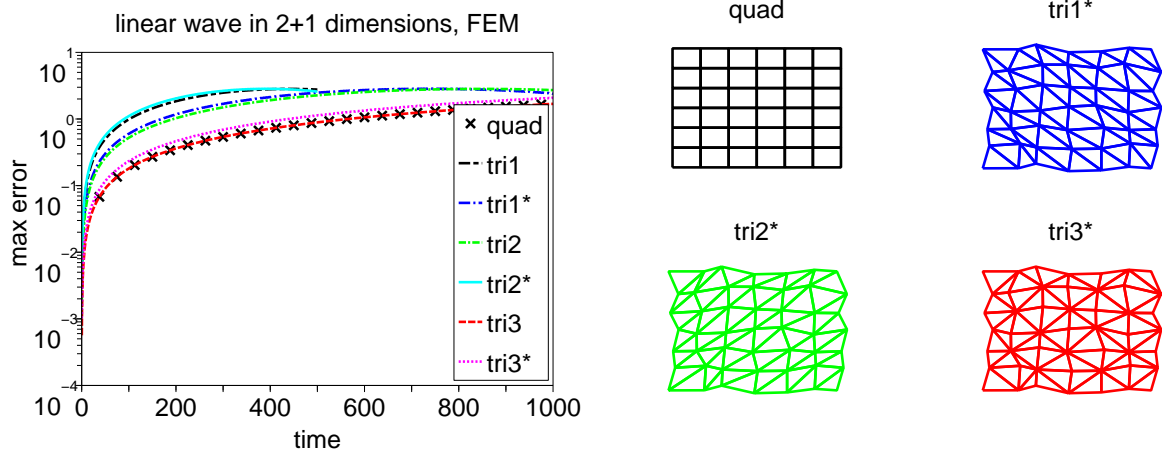 linear wave in 2+1 dimensions, FEM
10 1
10 0
10 −1
10 −2
10 −3
10 −4
max error
0 200 400 600 800 1000
time
quad
tri1
tri1*
tri2
tri2*
tri3
tri3*
quad
tri1*
tri2*
tri3*